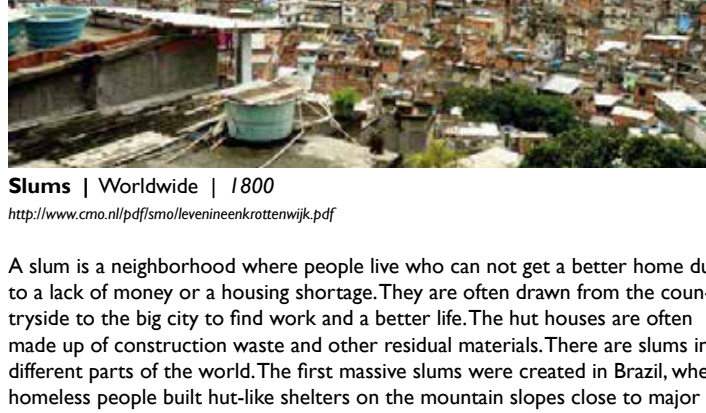 Slums | Worldwide | 1800
http://www.cmo.nl/pdf/smo/levenineenkrottenwijk.pdf
A slum is a neighborhood where people live who can not get a better home du
to a lack of money or a housing shortage. They are often drawn from the coun-
tryside to the big city to find work and a better life. The hut houses are often
made up of construction waste and other residual materials. There are slums in
different parts of the world. The first massive slums were created in Brazil, whe
homeless people built hut-like shelters on the mountain slopes close to major